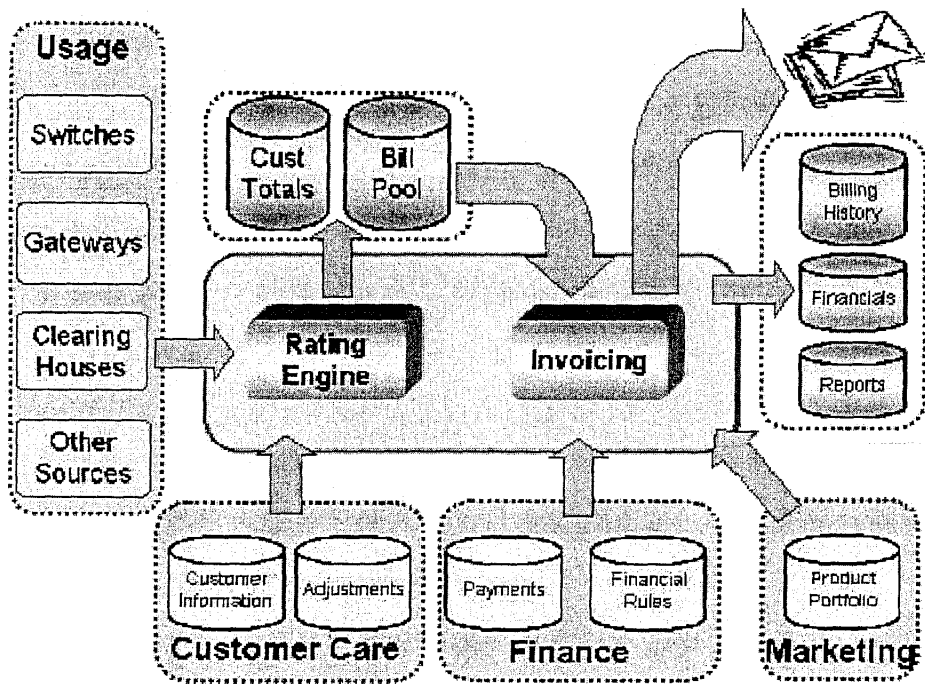 Usage
Switches
Gateways
Clearing
Houses
Other
Sources
Cust
Totals
Bill
Pool
Rating
Engine
Invoicing
Billing
History
Financials
Reports
Customer
Information
Adjustments
Customer Care
Payments
Financial
Rules
Finance
Product
Portfolio
Marketing